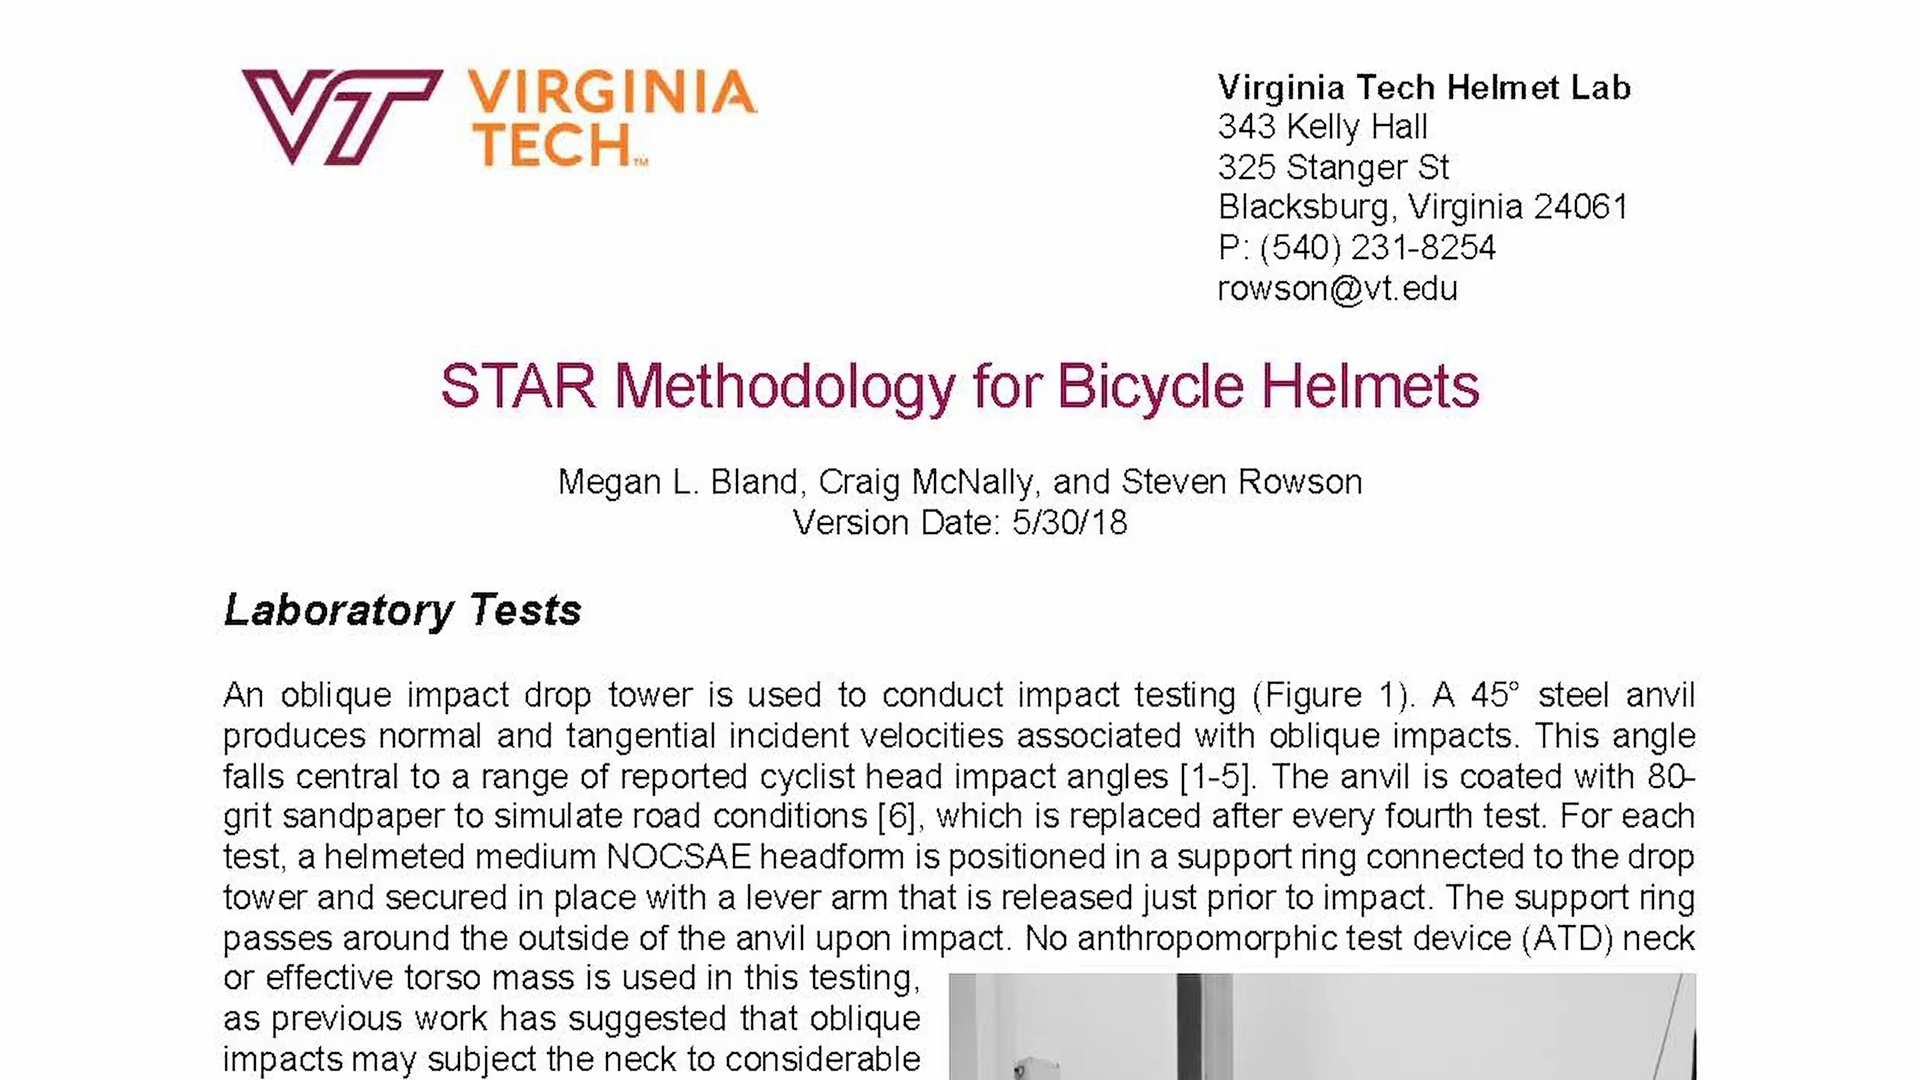 VT VIRGINIA
TECH™
Virginia Tech Helmet Lab
343 Kelly Hall
325 Stanger St
Blacksburg, Virginia 24061
P: (540) 231-8254
rowson@vt.edu
STAR Methodology for Bicycle Helmets
Megan L. Bland, Craig McNally, and Steven Rowson
Version Date: 5/30/18
Laboratory Tests
An oblique impact drop tower is used to conduct impact testing (Figure 1). A 45° steel anvil
produces normal and tangential incident velocities associated with oblique impacts. This angle
falls central to a range of reported cyclist head impact angles [1-5]. The anvil is coated with 80-
grit sandpaper to simulate road conditions [6], which is replaced after every fourth test. For each
test, a helmeted medium NOCSAE headform is positioned in a support ring connected to the drop
tower and secured in place with a lever arm that is released just prior to impact. The support ring
passes around the outside of the anvil upon impact. No anthropomorphic test device (ATD) neck
or effective torso mass is used in this testing,
as previous work has suggested that oblique
impacts may subject the neck to considerable